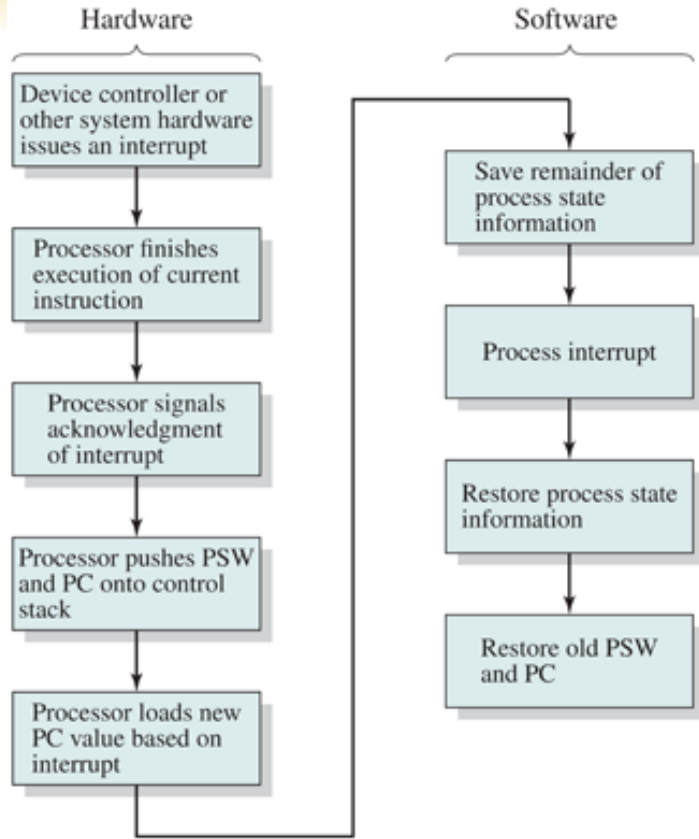 Hardware
Device controller or
other system hardware
issues an interrupt
Processor finishes
execution of current
instruction
Processor signals
acknowledgment
of interrupt
Processor pushes PSW
and PC onto control
stack
Processor loads new
PC value based on
interrupt
Software
Save remainder of
process state
information
Process interrupt
Restore process state
information
Restore old PSW
and PC